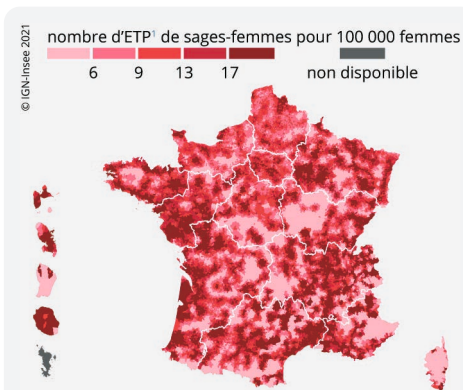 nombre d’ETP¹ de sages-femmes pour 100 000 femmes
6 9 13 17
non disponible
© IGN-Insee 2021